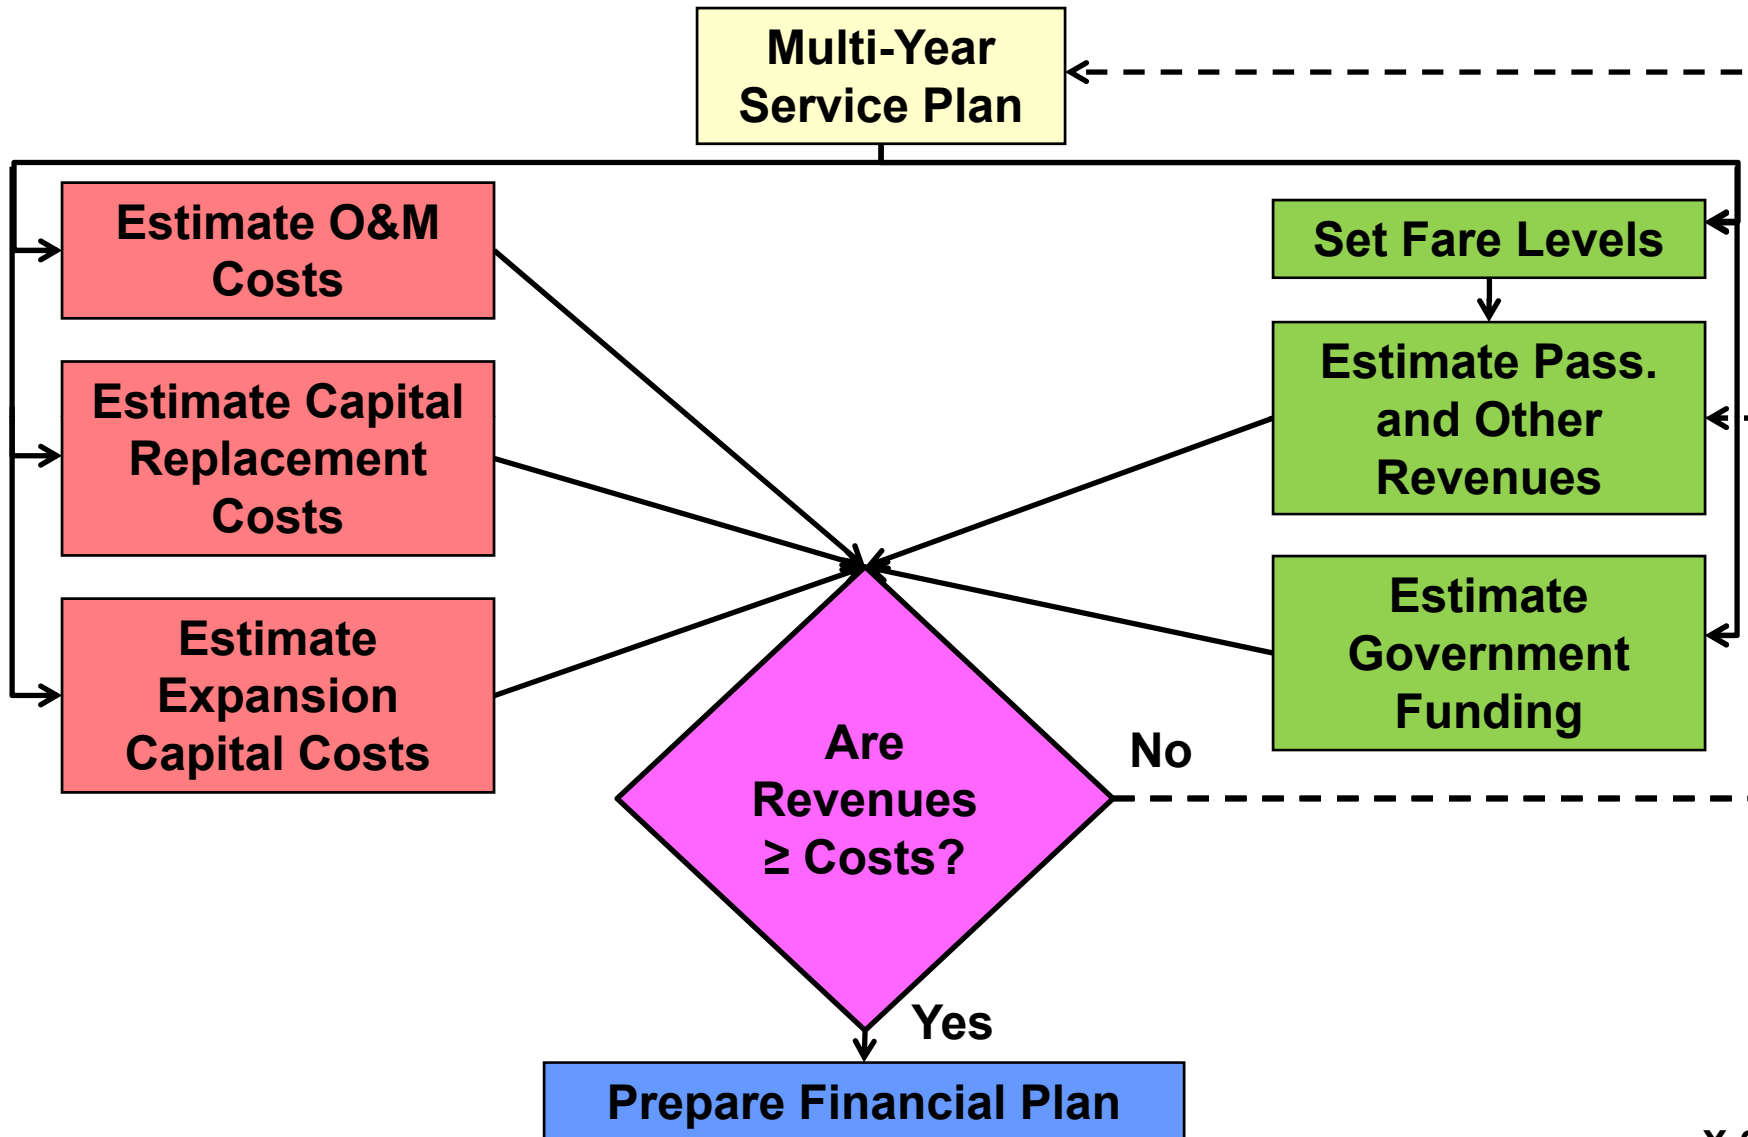 Multi-Year
Service Plan
Estimate O&M
Costs
Set Fare Levels
Estimate Capital
Replacement
Costs
Estimate Pass.
and Other
Revenues
Estimate
Expansion
Capital Costs
Estimate
Government
Funding
Are
Revenues
≥ Costs?
No
Yes
Prepare Financial Plan